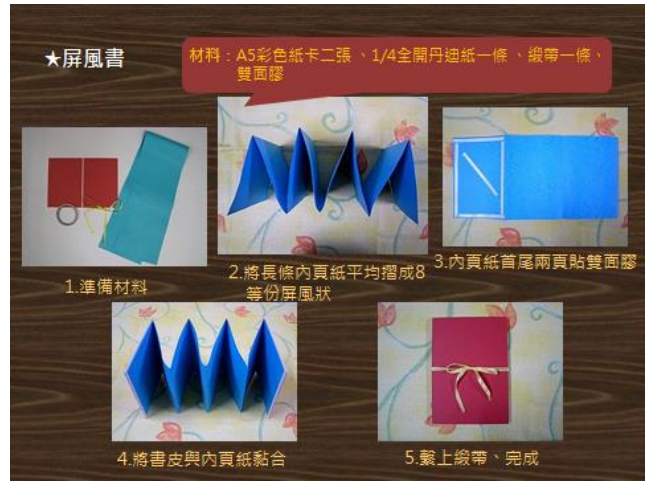 ★屏風書
材料：A5彩色紙卡二張 、1/4全開丹迪紙一條 、緞帶一條、
雙面膠
1.準備材料
2.將長條內頁紙平均摺成8
等份屏風狀
3.內頁紙首尾兩頁貼雙面膠
4.將書皮與內頁紙黏合
5.繫上緞帶、完成